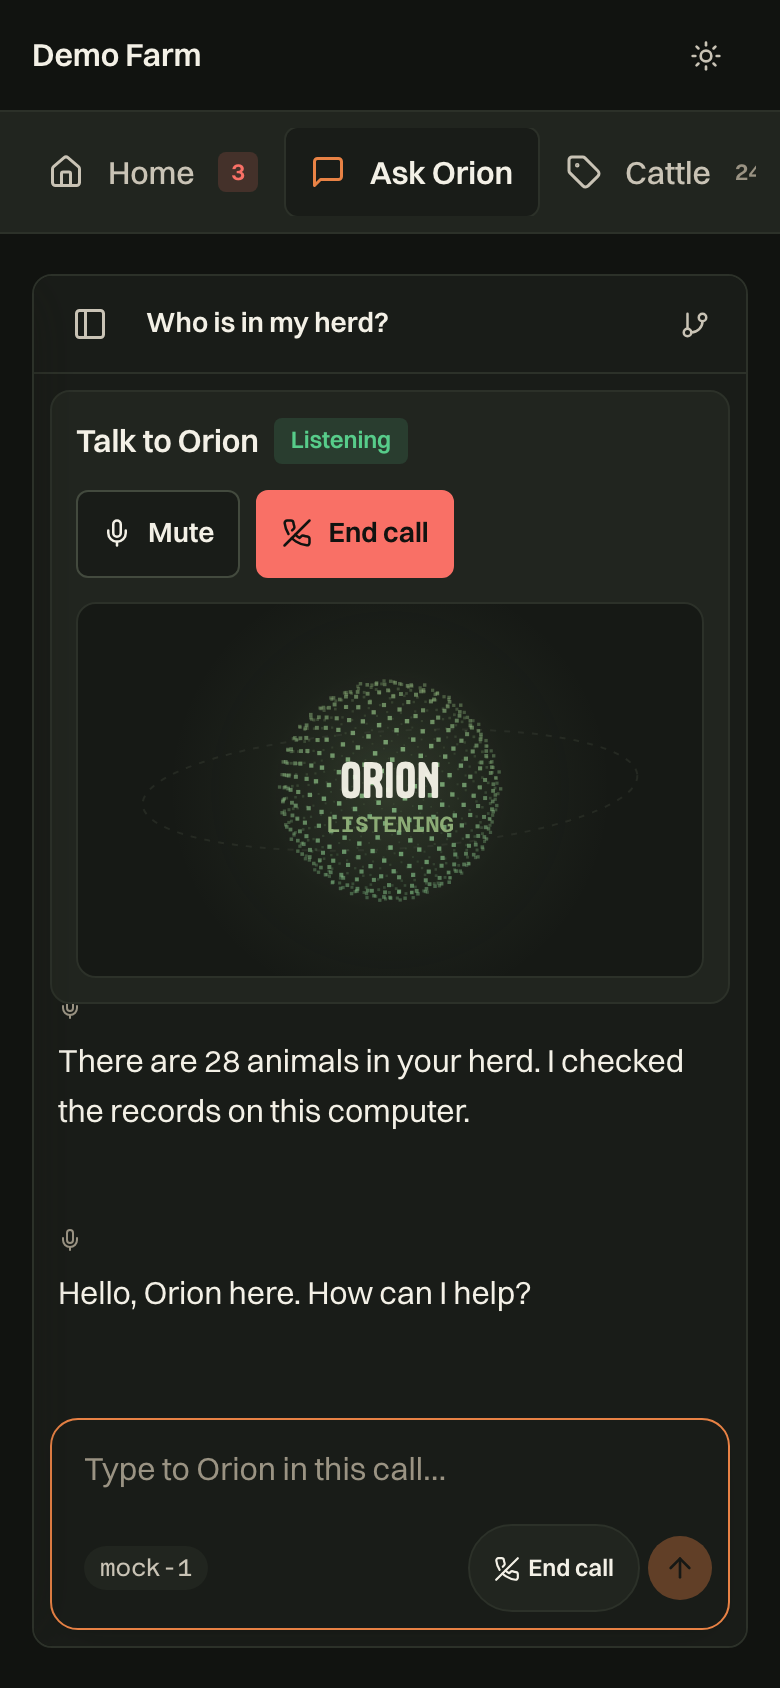 Demo Farm
Home 3 Ask Orion Cattle 24
Who is in my herd?
Talk to Orion Listening
Mute End call
ORION
LISTENING
There are 28 animals in your herd. I checked
the records on this computer.
Hello, Orion here. How can I help?
Type to Orion in this call...
mock-1 End call